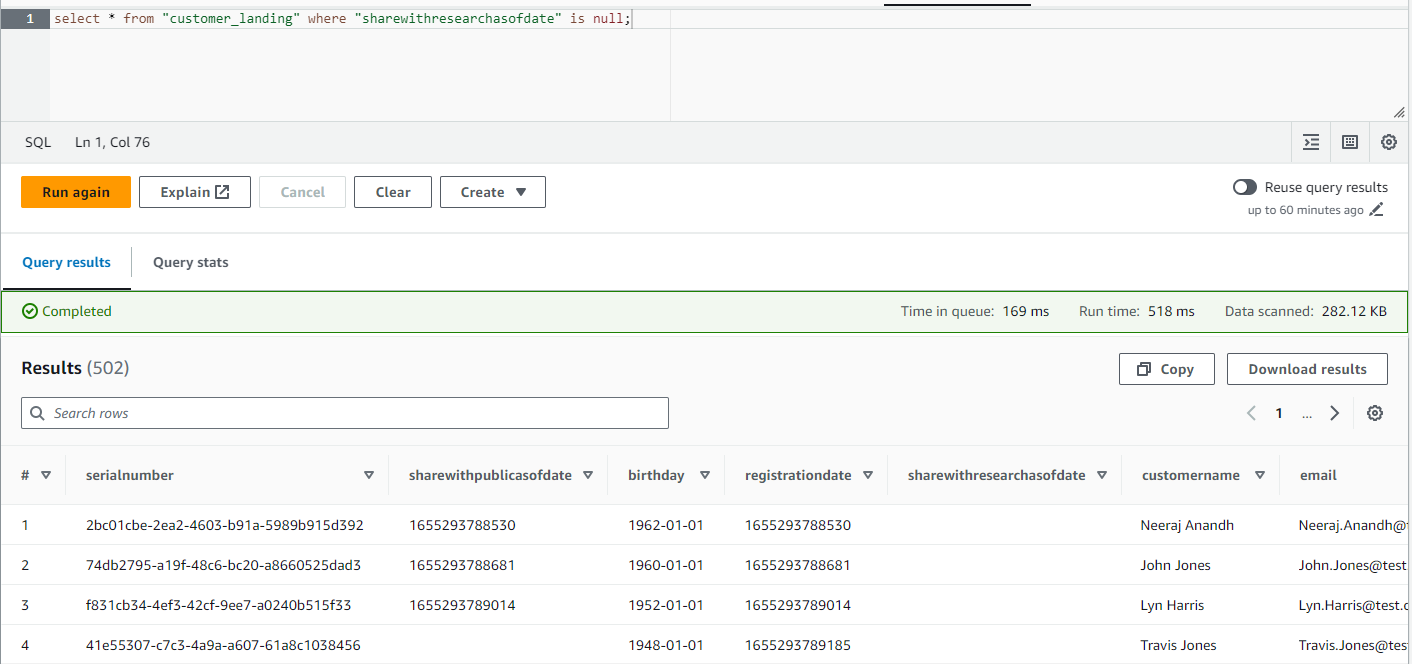 1 select * from "customer_landing" where "sharewithresearchasofdate" is null;
SQL Ln 1, Col 76
Run again Explain Cancel Clear Create Reuse query results
up to 60 minutes ago
Query results Query stats
Completed Time in queue: 169 ms Run time: 518 ms Data scanned: 282.12 KB
Results (502) Copy Download results
Search rows 1 ...
# serialnumber sharewithpublicasofdate birthday registrationdate sharewithresearchasofdate customername email
1 2bc01cbe-2ea2-4603-b91a-5989b915d392 1655293788530 1962-01-01 1655293788530 Neeraj Anandh Neeraj.Anandh@
2 74db2795-a19f-48c6-bc20-a8660525dad3 1655293788681 1960-01-01 1655293788681 John Jones John.Jones@test
3 f831cb34-4ef3-42cf-9ee7-a0240b515f33 1655293789014 1952-01-01 1655293789014 Lyn Harris Lyn.Harris@test.c
4 41e55307-c7c3-4a9a-a607-61a8c1038456 1948-01-01 1655293789185 Travis Jones Travis.Jones@tes